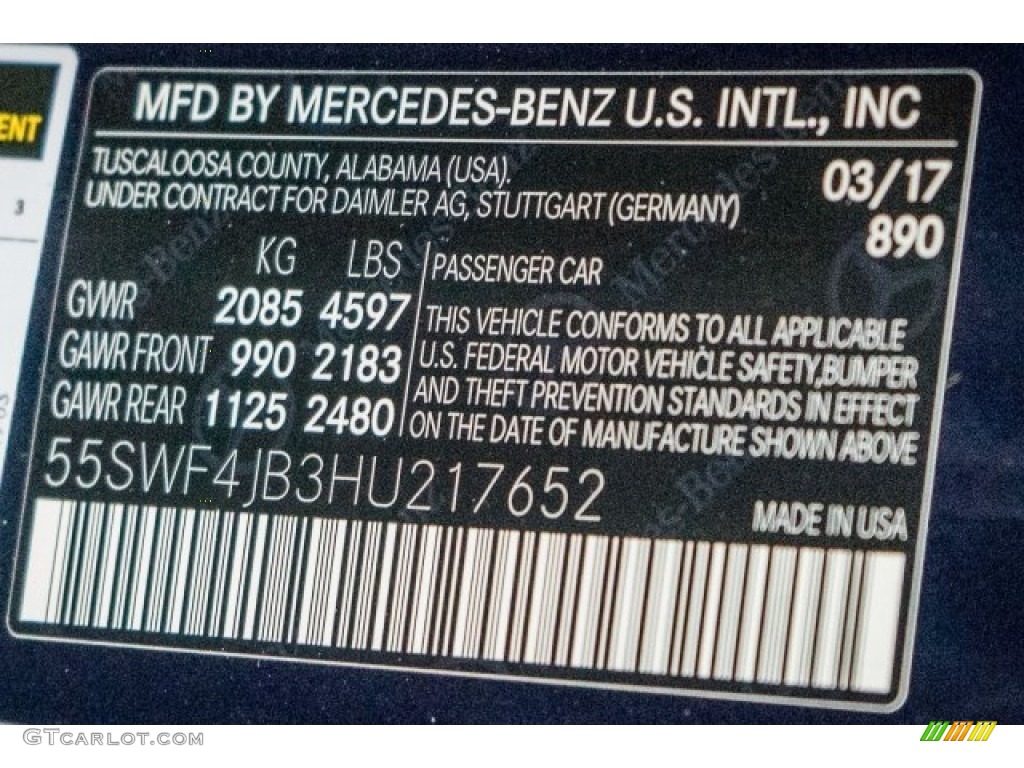 ENT
3
MFD BY MERCEDES-BENZ U.S. INTL., INC
TUSCALOOSA COUNTY, ALABAMA (USA).
UNDER CONTRACT FOR DAIMLER AG, STUTTGART (GERMANY)
03/17
890
KG LBS
GVWR 2085 4597
GAWR FRONT 990 2183
GAWR REAR 1125 2480
PASSENGER CAR
THIS VEHICLE CONFORMS TO ALL APPLICABLE
U.S. FEDERAL MOTOR VEHICLE SAFETY,BUMPER
AND THEFT PREVENTION STANDARDS IN EFFECT
ON THE DATE OF MANUFACTURE SHOWN ABOVE
55SWF4JB3HU217652
MADE IN USA
GTCarLot.com